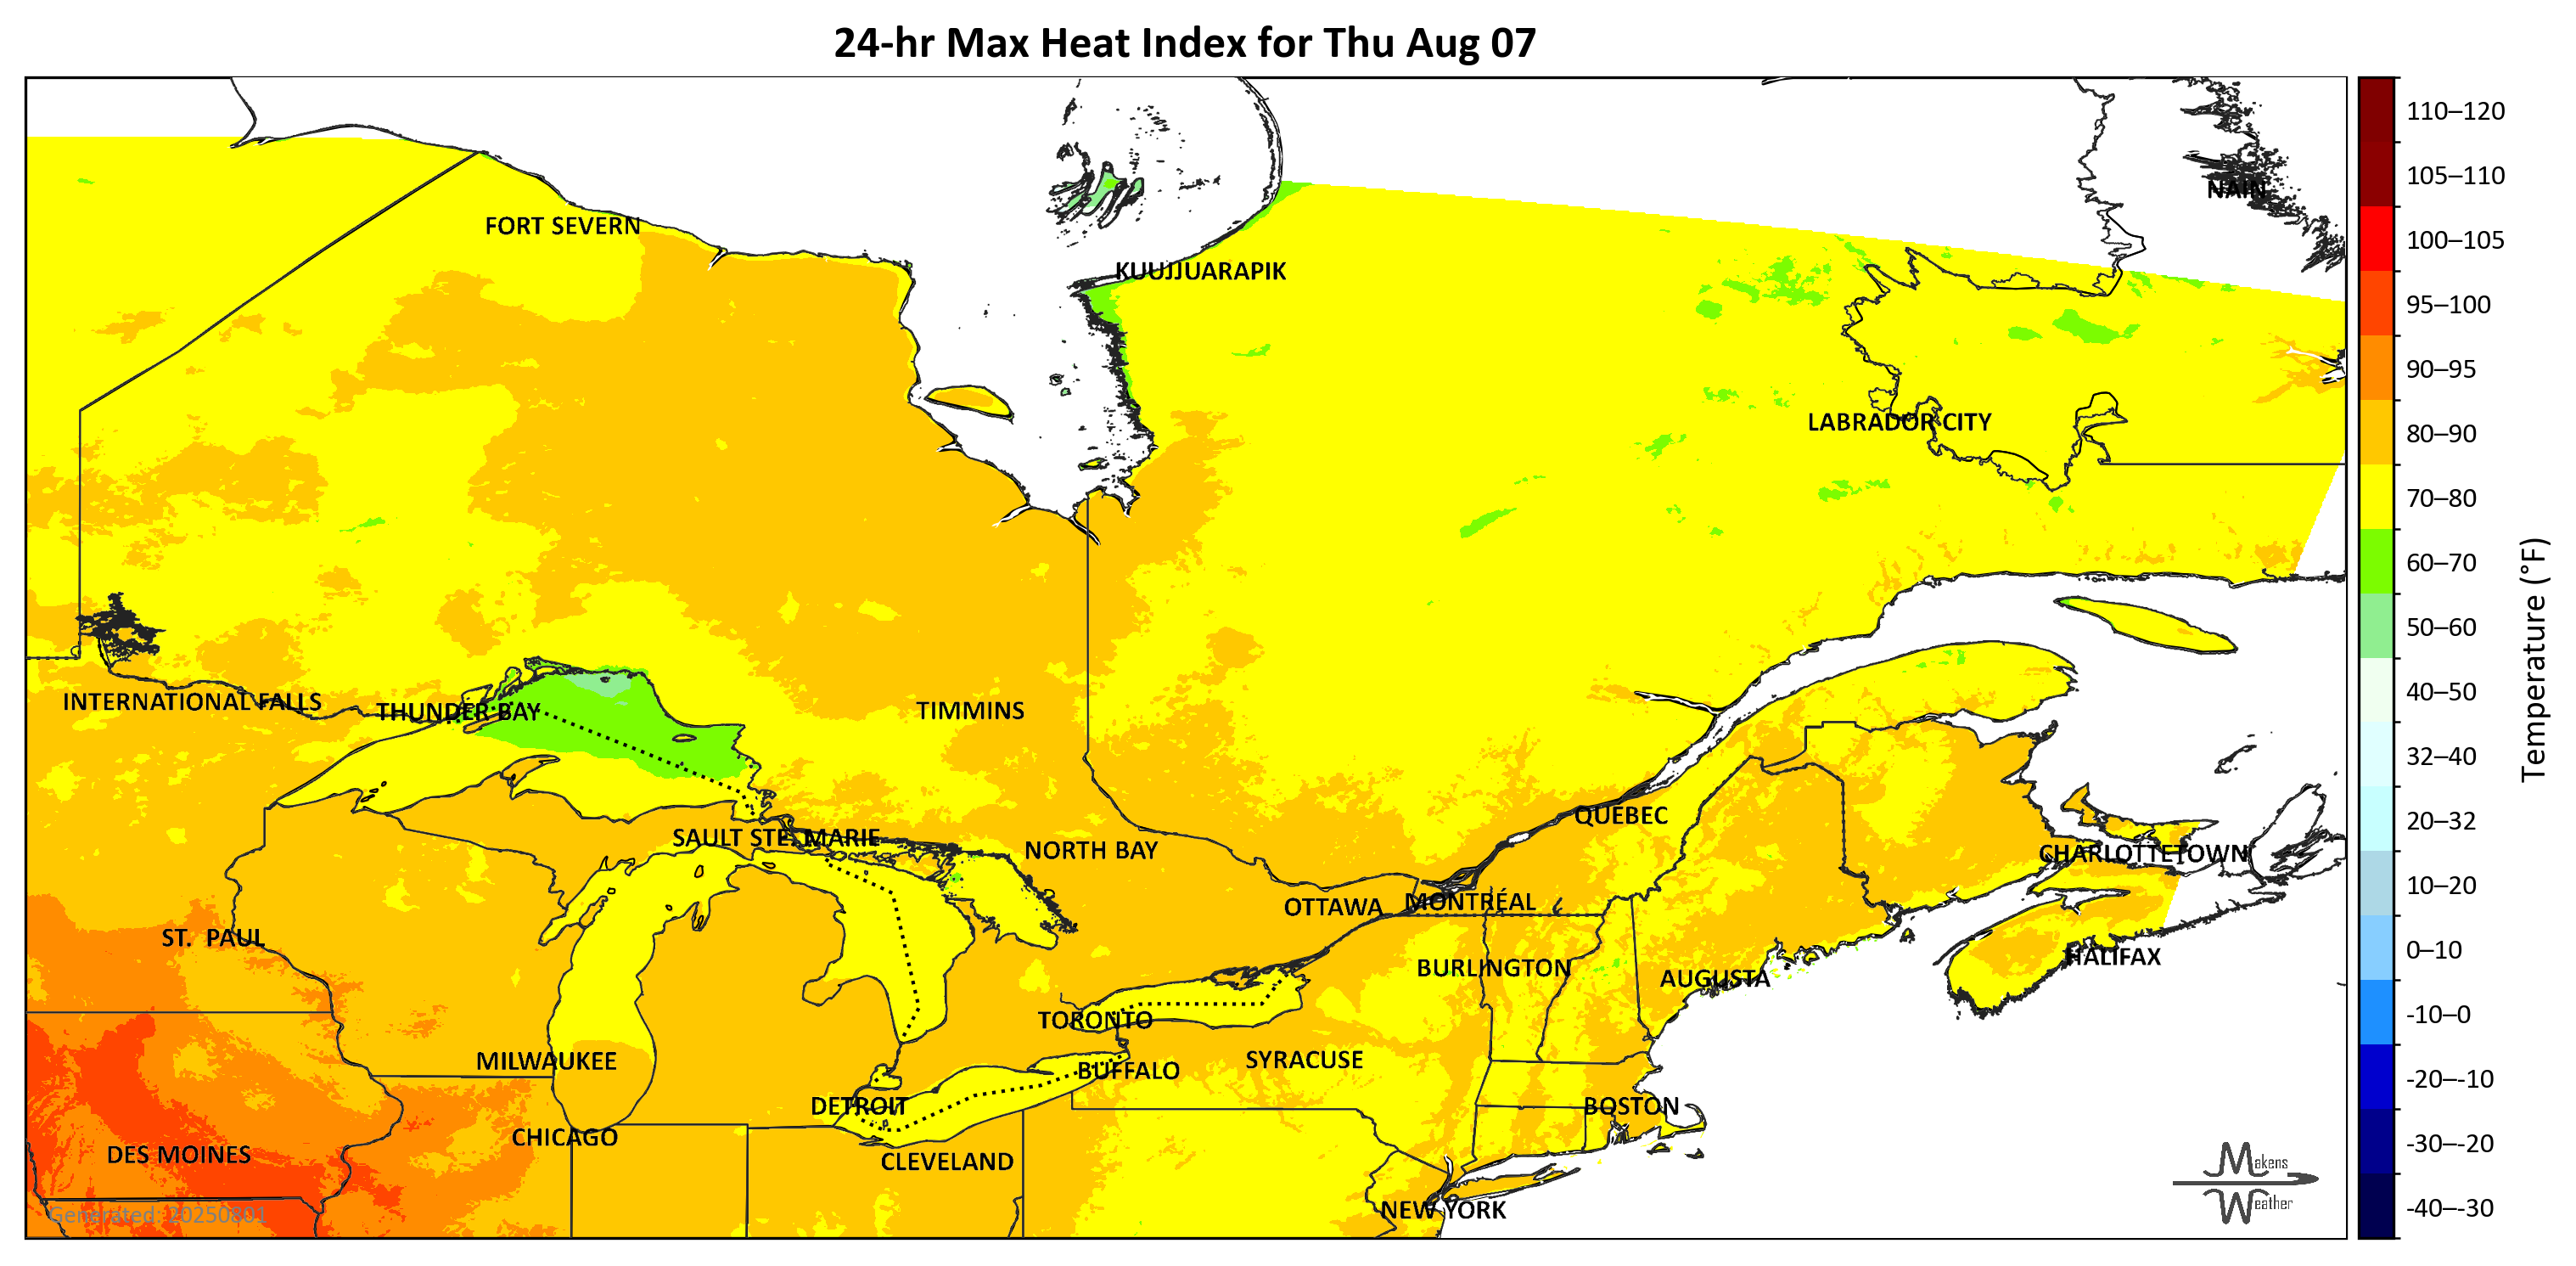 24-hr Max Heat Index for Thu Aug 07
NAIN
FORT SEVERN
KUUJJUARAPIK
LABRADOR CITY
INTERNATIONAL FALLS
THUNDER BAY
TIMMINS
QUÉBEC
SAULT STE. MARIE
NORTH BAY
CHARLOTTETOWN
OTTAWA
MONTRÉAL
ST. PAUL
HALIFAX
BURLINGTON
AUGUSTA
TORONTO
MILWAUKEE
SYRACUSE
BUFFALO
DETROIT
BOSTON
CHICAGO
DES MOINES
CLEVELAND
NEW YORK
Generated: 20250801
Makens
Weather
110–120
105–110
100–105
95–100
90–95
80–90
70–80
60–70
50–60
40–50
32–40
20–32
10–20
0–10
-10–0
-20–-10
-30–-20
-40–-30
Temperature (°F)